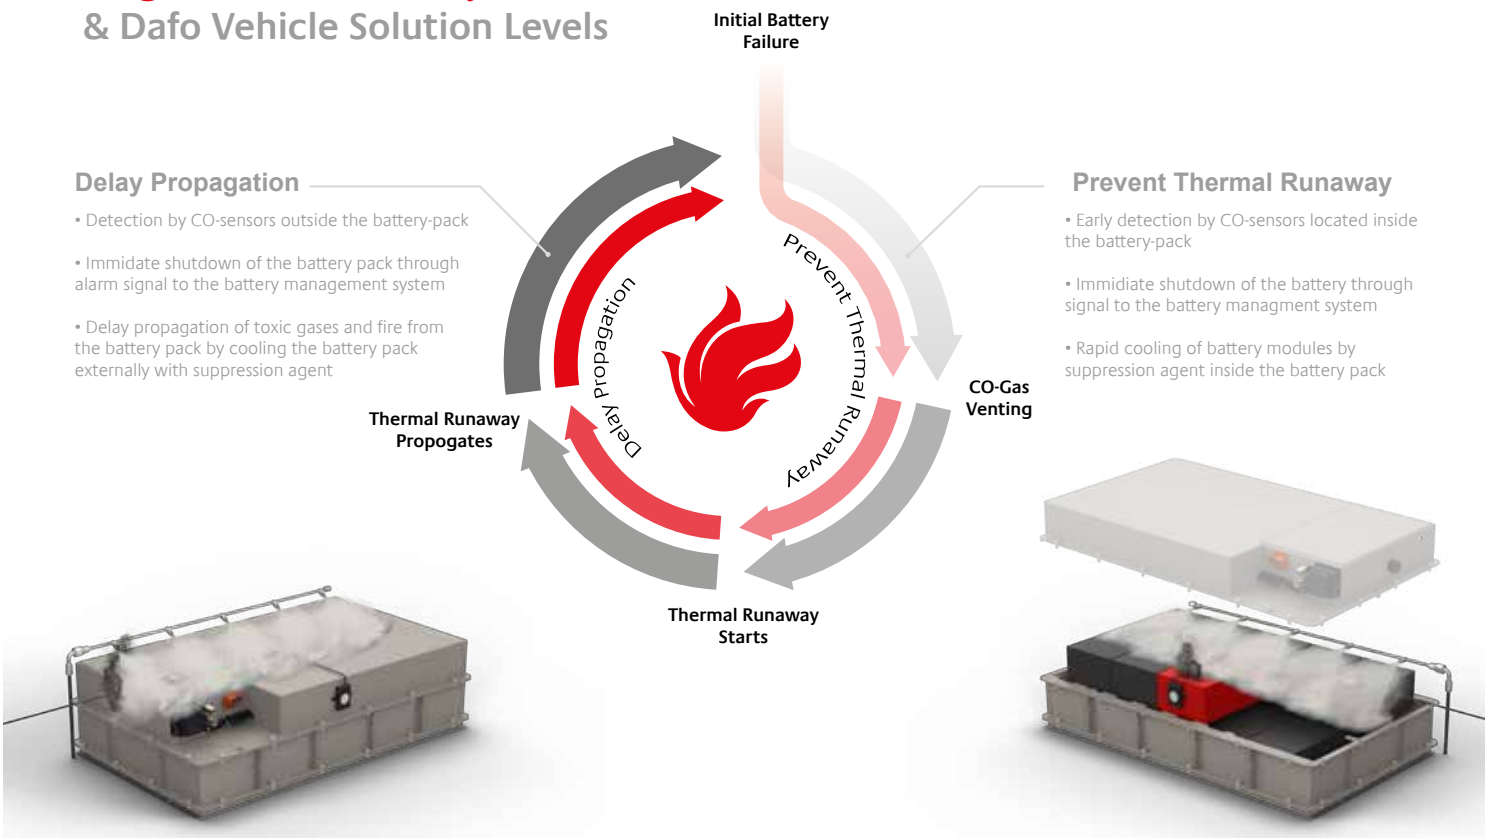 & Dafo Vehicle Solution Levels
Initial Battery
Failure
Delay Propagation
• Detection by CO-sensors outside the battery-pack
• Immidate shutdown of the battery pack through
alarm signal to the battery management system
• Delay propagation of toxic gases and fire from
the battery pack by cooling the battery pack
externally with suppression agent
Prevent Thermal Runaway
• Early detection by CO-sensors located inside
the battery-pack
• Immidiate shutdown of the battery through
signal to the battery managment system
• Rapid cooling of battery modules by
suppression agent inside the battery pack
Delay Propagation
Prevent Thermal Runaway
CO-Gas
Venting
Thermal Runaway
Propogates
Thermal Runaway
Starts